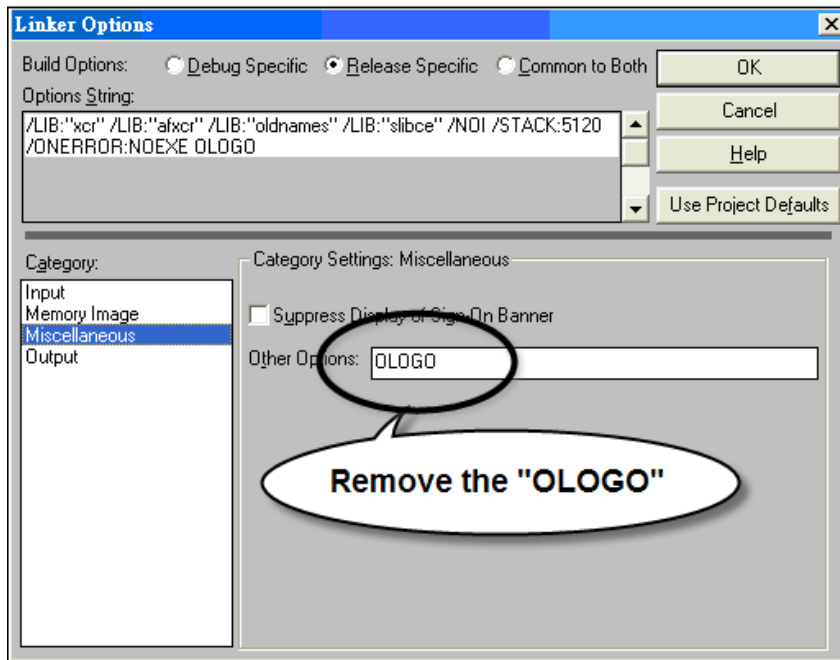 Linker Options
Build Options: Debug Specific Release Specific Common to Both
OK
Options String:
/LIB:"xcr" /LIB:"afxcr" /LIB:"oldnames" /LIB:"slibce" /NOI /STACK:5120
/ONERROR:NOEXE OLOGO
Cancel
Help
Use Project Defaults
Category:
Input
Memory Image
Miscellaneous
Output
Category Settings: Miscellaneous
Suppress Display of Sign-On Banner
Other Options: OLOGO
Remove the "OLOGO"